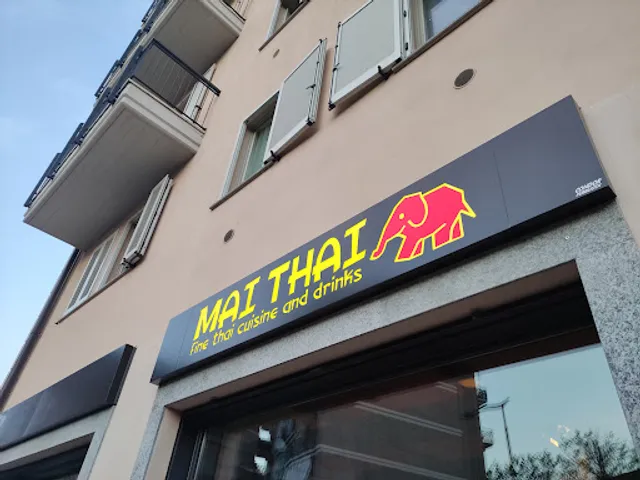 MAI THAI
fine thai cuisine and drinks